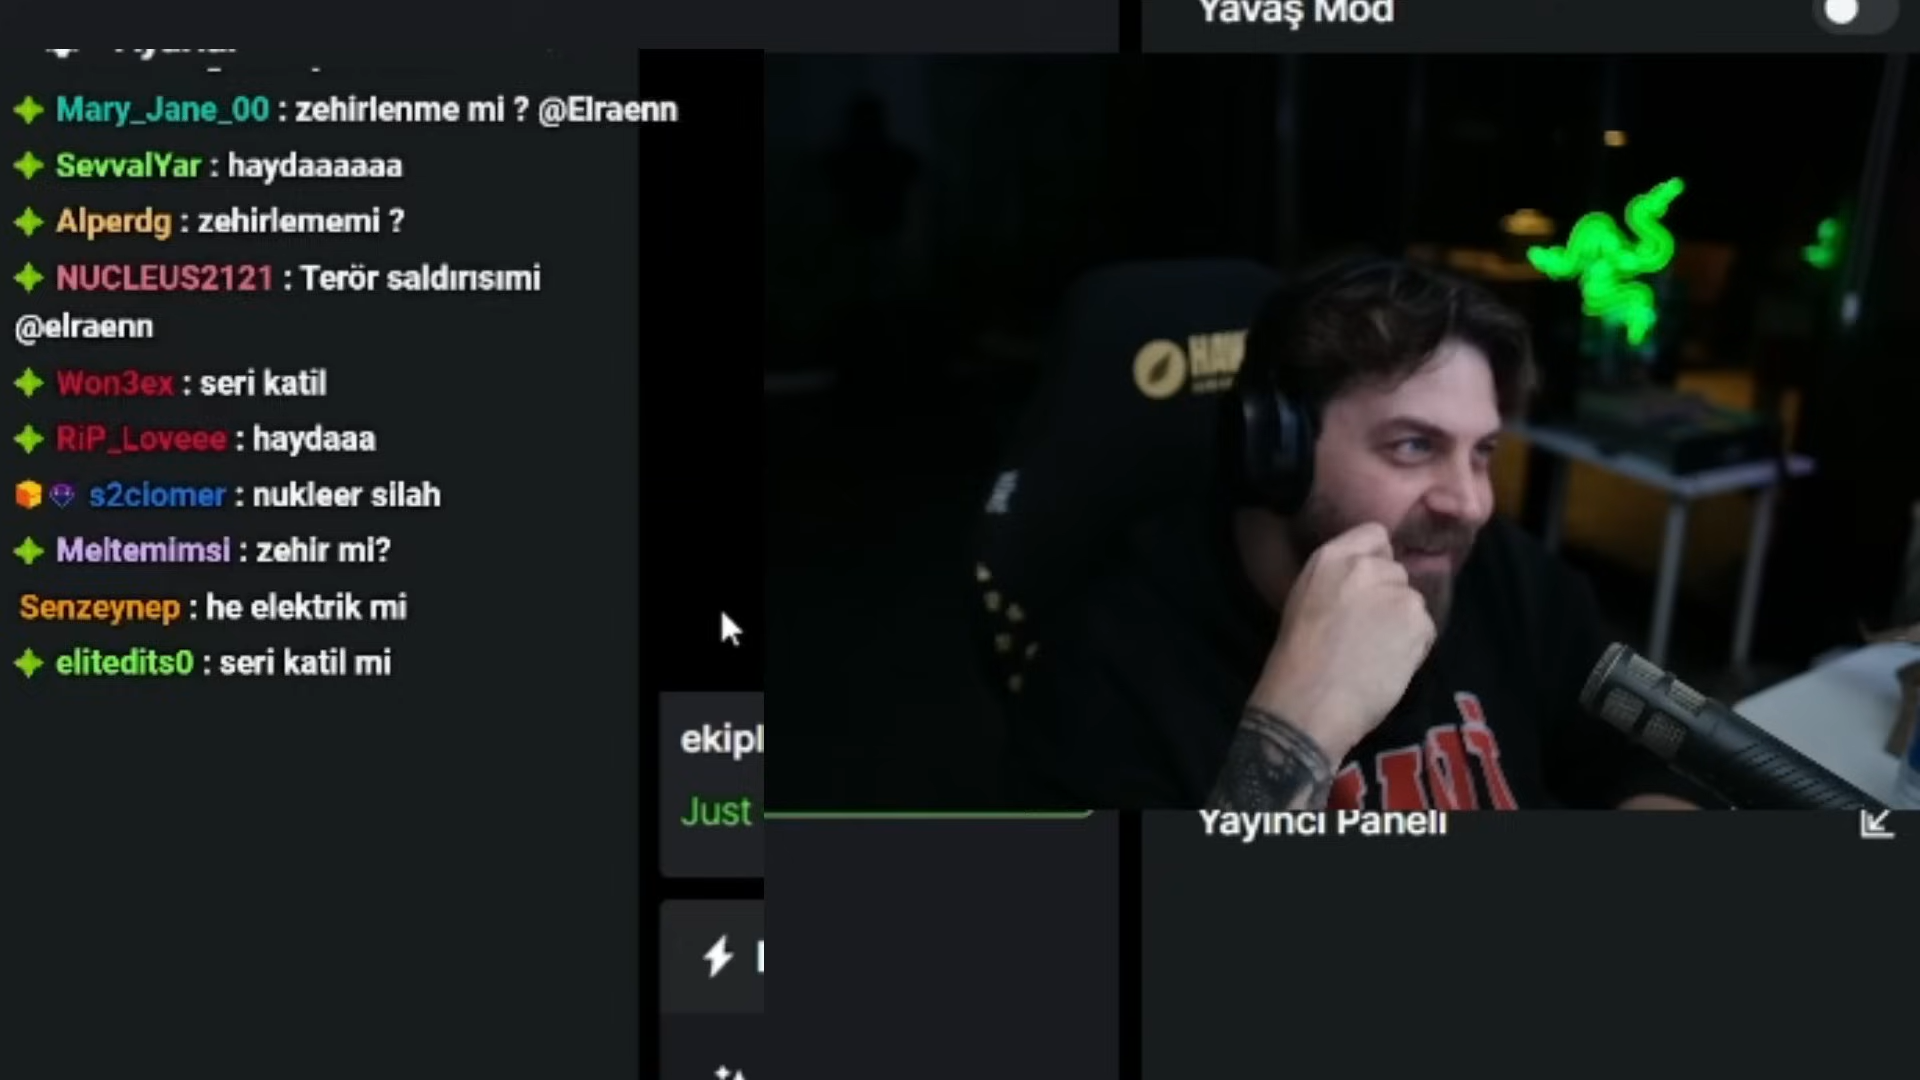 Yavaş Mod
Mary_Jane_00 : zehirlenme mi ? @Elraenn
SevvalYar : haydaaaaaa
Alperdg : zehirlememi ?
NUCLEUS2121 : Terör saldırısımi
@elraenn
Won3ex : seri katil
RiP_Loveee : haydaaa
s2ciomer : nukleer silah
Meltemimsi : zehir mi?
Senzeynep : he elektrik mi
elitedits0 : seri katil mi
ekipl
Just
Yayıncı Paneli